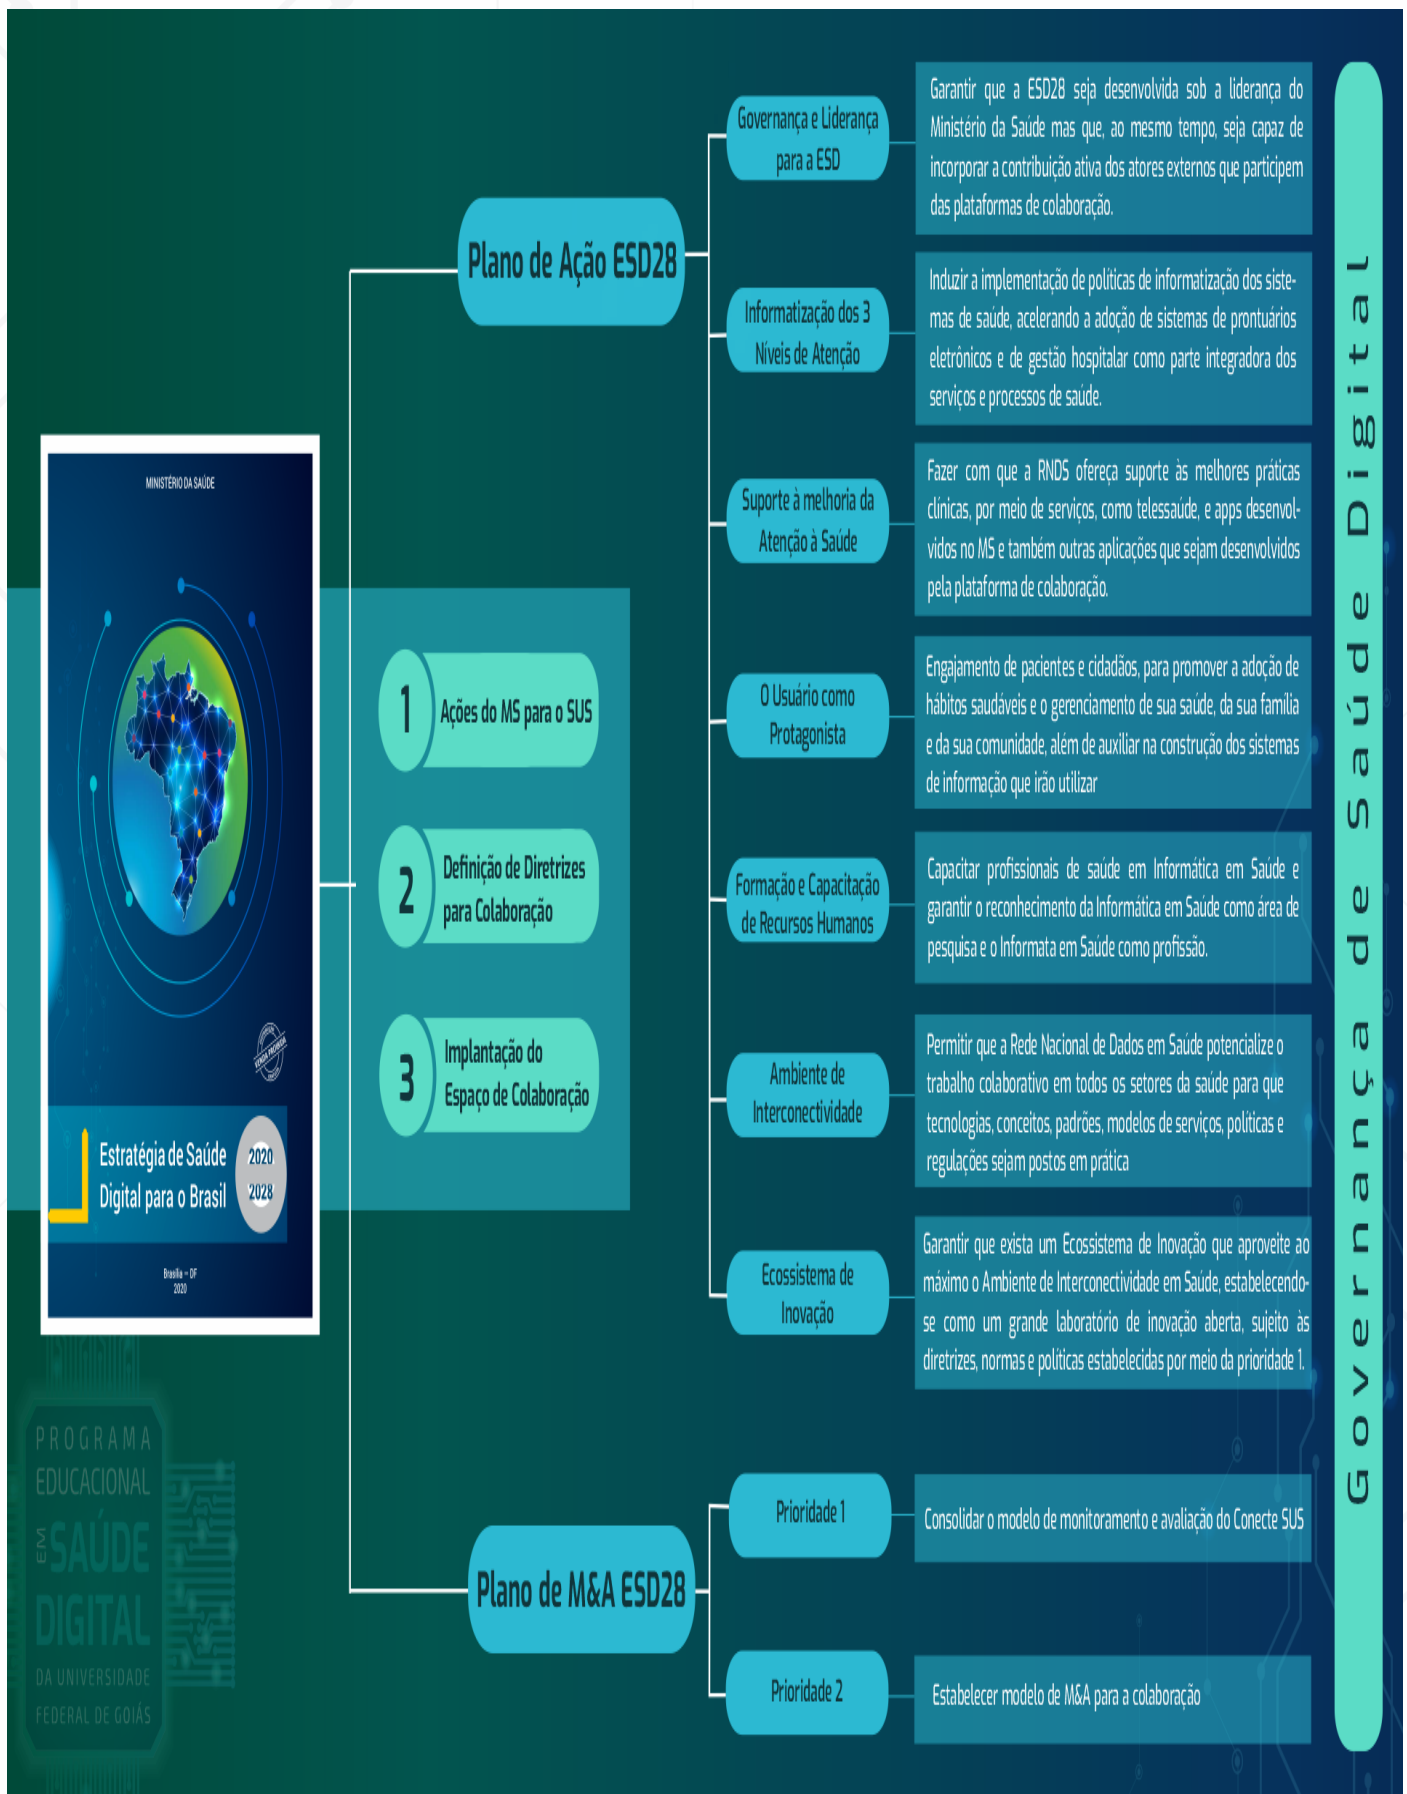 MINISTÉRIO DA SAÚDE
VENDA PROIBIDA
Estratégia de Saúde
Digital para o Brasil
2020
2028
Brasília – DF
2020
1
Ações do MS para o SUS
2
Definição de Diretrizes
para Colaboração
3
Implantação do
Espaço de Colaboração
Plano de Ação ESD28
Governança e Liderança
para a ESD
Garantir que a ESD28 seja desenvolvida sob a liderança do
Ministério da Saúde mas que, ao mesmo tempo, seja capaz de
incorporar a contribuição ativa dos atores externos que participem
das plataformas de colaboração.
Informatização dos 3
Níveis de Atenção
Induzir a implementação de políticas de informatização dos siste-
mas de saúde, acelerando a adoção de sistemas de prontuários
eletrônicos e de gestão hospitalar como parte integradora dos
serviços e processos de saúde.
Suporte à melhoria da
Atenção à Saúde
Fazer com que a RNDS ofereça suporte às melhores práticas
clínicas, por meio de serviços, como telessaúde, e apps desenvol-
vidos no MS e também outras aplicações que sejam desenvolvidos
pela plataforma de colaboração.
O Usuário como
Protagonista
Engajamento de pacientes e cidadãos, para promover a adoção de
hábitos saudáveis e o gerenciamento de sua saúde, da sua família
e da sua comunidade, além de auxiliar na construção dos sistemas
de informação que irão utilizar
Formação e Capacitação
de Recursos Humanos
Capacitar profissionais de saúde em Informática em Saúde e
garantir o reconhecimento da Informática em Saúde como área de
pesquisa e o Informata em Saúde como profissão.
Ambiente de
Interconectividade
Permitir que a Rede Nacional de Dados em Saúde potencialize o
trabalho colaborativo em todos os setores da saúde para que
tecnologias, conceitos, padrões, modelos de serviços, políticas e
regulações sejam postos em prática
Ecossistema de
Inovação
Garantir que exista um Ecossistema de Inovação que aproveite ao
máximo o Ambiente de Interconectividade em Saúde, estabelecendo-
se como um grande laboratório de inovação aberta, sujeito às
diretrizes, normas e políticas estabelecidas por meio da prioridade 1.
Plano de M&A ESD28
Prioridade 1
Consolidar o modelo de monitoramento e avaliação do Conecte SUS
Prioridade 2
Estabelecer modelo de M&A para a colaboração
Governança de Saúde Digital
PROGRAMA
EDUCACIONAL
EM SAÚDE
DIGITAL
DA UNIVERSIDADE
FEDERAL DE GOIÁS